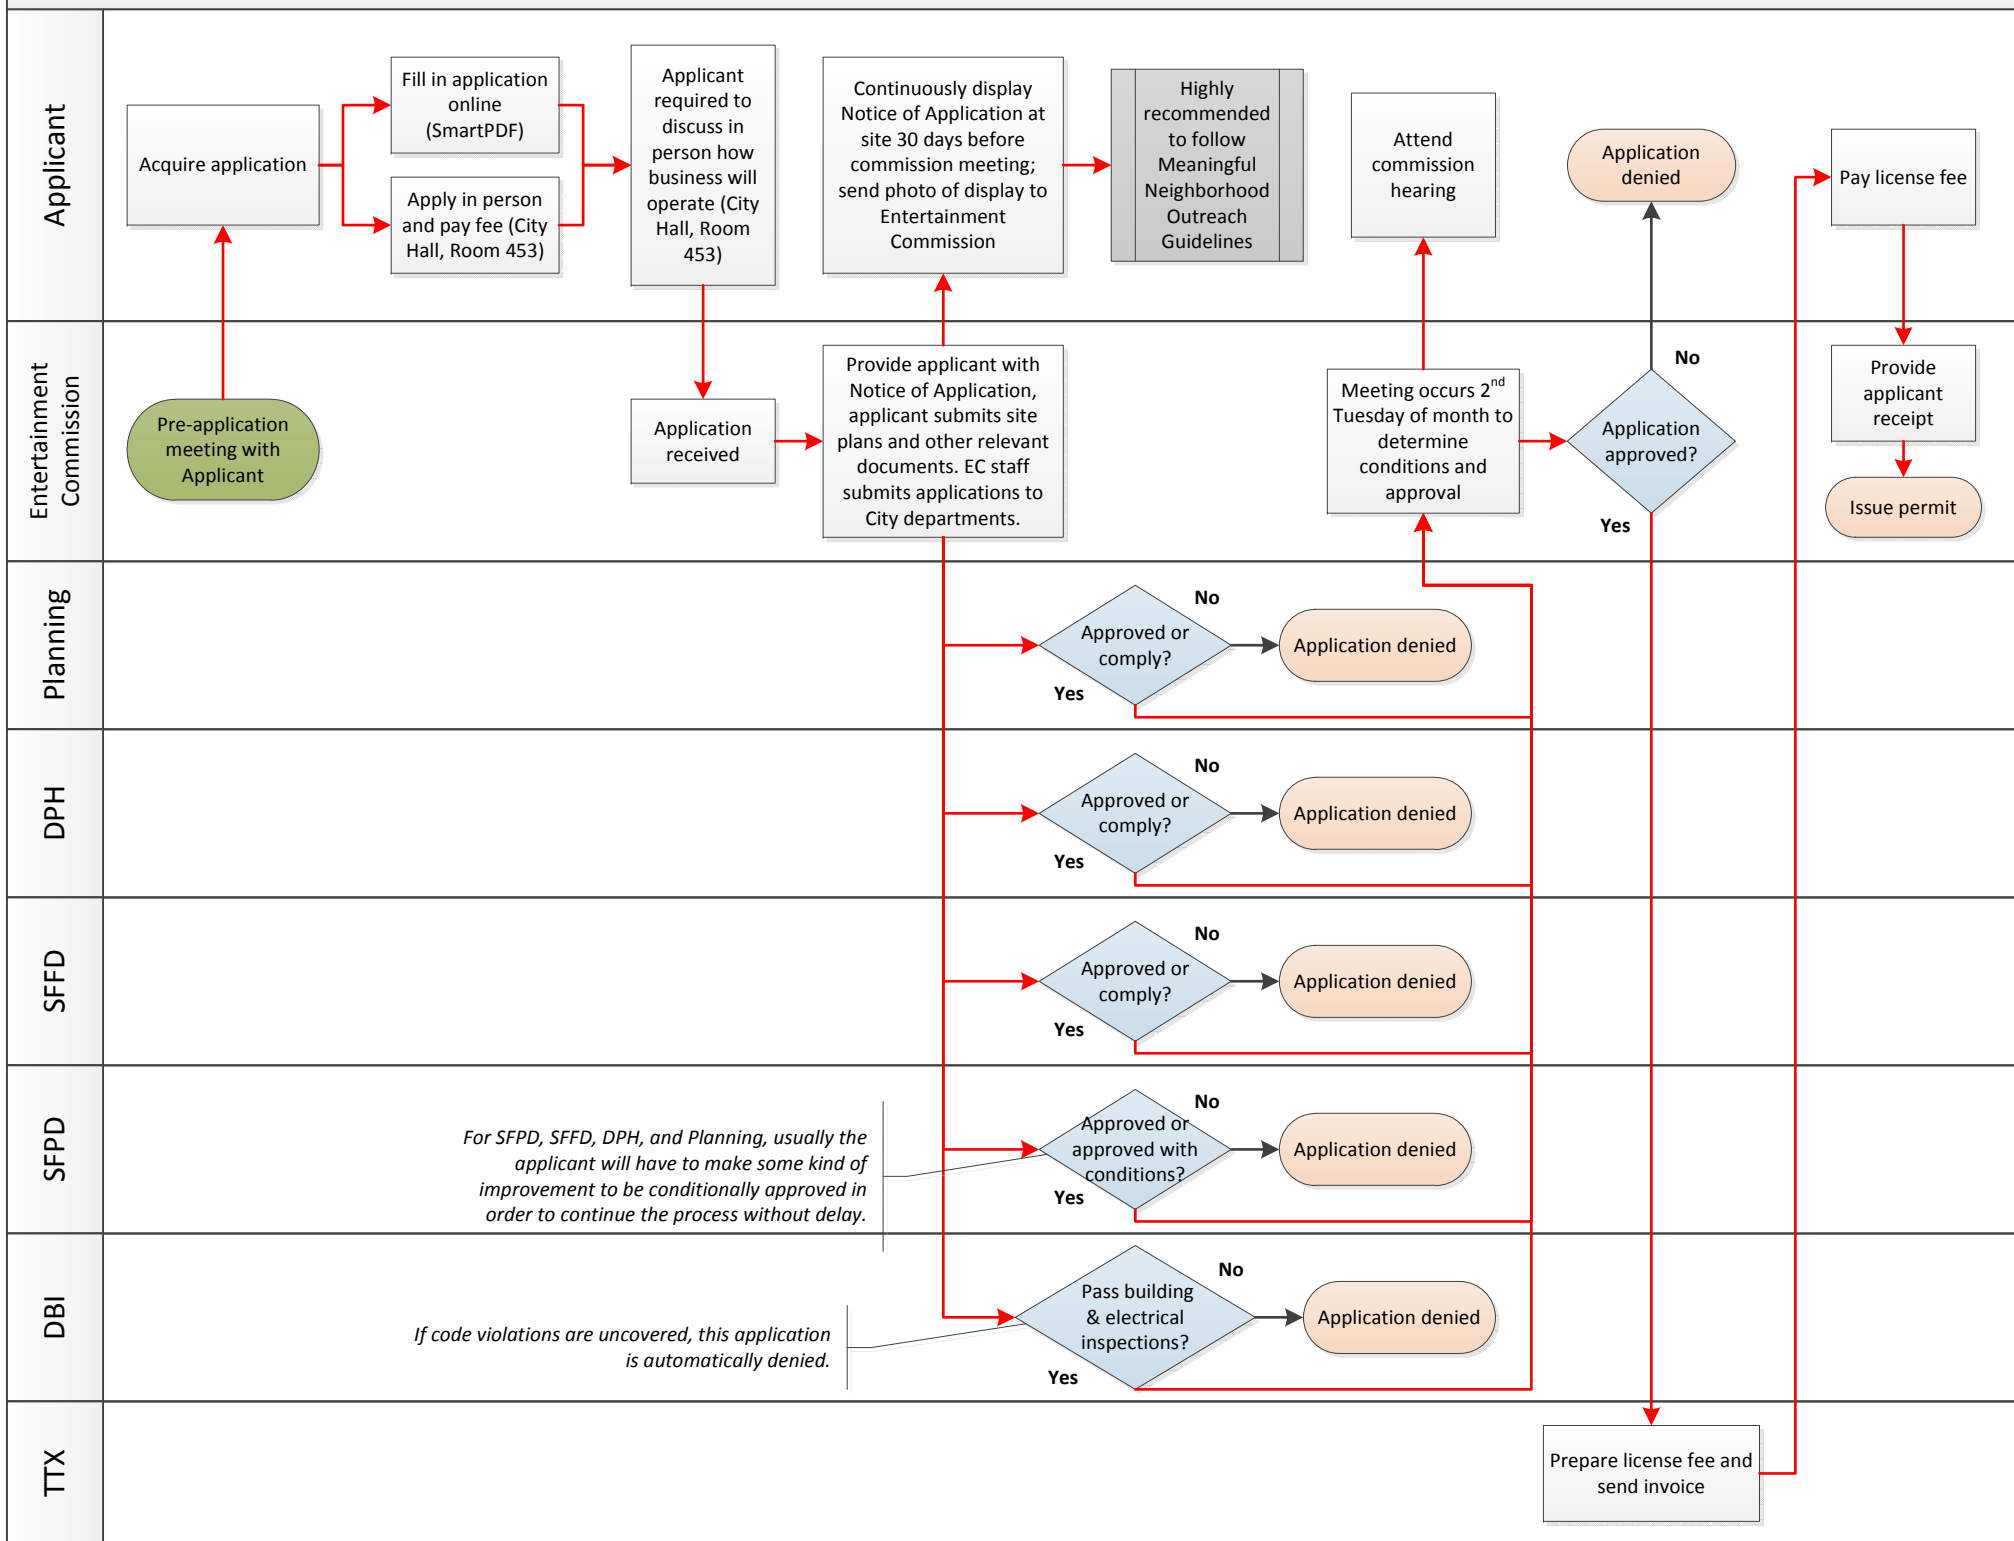 Applicant
Acquire application
Fill in application
online
(SmartPDF)
Apply in person
and pay fee (City
Hall, Room 453)
Applicant
required to
discuss in
person how
business will
operate (City
Hall, Room
453)
Continuously display
Notice of Application at
site 30 days before
commission meeting;
send photo of display to
Entertainment
Commission
Highly
recommended
to follow
Meaningful
Neighborhood
Outreach
Guidelines
Attend
commission
hearing
Application
denied
Pay license fee
Entertainment
Commission
Pre-application
meeting with
Applicant
Application
received
Provide applicant with
Notice of Application,
applicant submits site
plans and other relevant
documents. EC staff
submits applications to
City departments.
Meeting occurs 2nd
Tuesday of month to
determine
conditions and
approval
No
Application
approved?
Yes
Provide
applicant
receipt
Issue permit
Planning
Approved or
comply?
No
Yes
Application denied
DPH
Approved or
comply?
No
Yes
Application denied
SFFD
Approved or
comply?
No
Yes
Application denied
SFPD
For SFPD, SFFD, DPH, and Planning, usually the
applicant will have to make some kind of
improvement to be conditionally approved in
order to continue the process without delay.
Approved or
approved with
conditions?
No
Yes
Application denied
DBI
If code violations are uncovered, this application
is automatically denied.
Pass building
& electrical
inspections?
No
Yes
Application denied
TTX
Prepare license fee and
send invoice